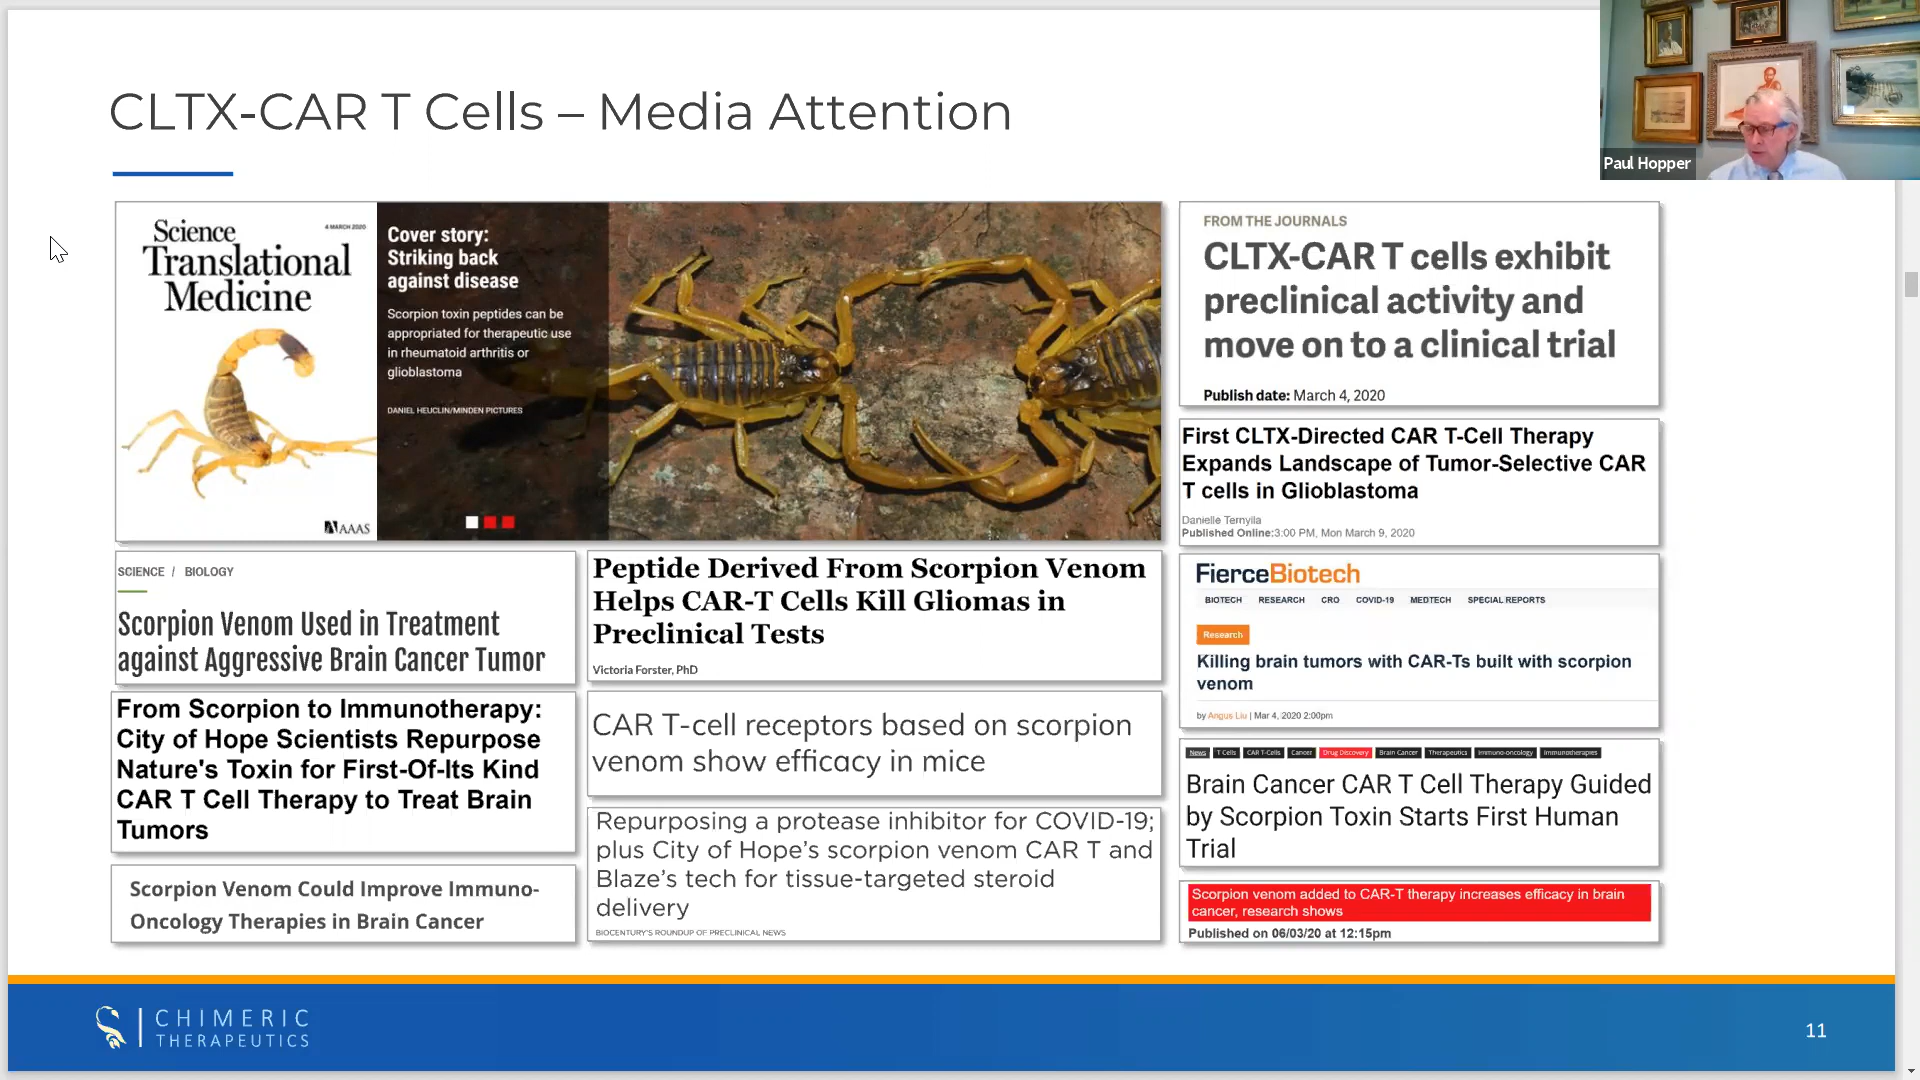 CLTX-CAR T Cells – Media Attention
Paul Hopper
Science
Translational
Medicine
4 MARCH 2020
AAAS
Cover story:
Striking back
against disease
Scorpion toxin peptides can be
appropriated for therapeutic use
in rheumatoid arthritis or
glioblastoma
DANIEL HEUCLIN/MINDEN PICTURES
FROM THE JOURNALS
CLTX-CAR T cells exhibit
preclinical activity and
move on to a clinical trial
Publish date: March 4, 2020
First CLTX-Directed CAR T-Cell Therapy
Expands Landscape of Tumor-Selective CAR
T cells in Glioblastoma
Danielle Ternyila
Published Online:3:00 PM, Mon March 9, 2020
SCIENCE / BIOLOGY
Scorpion Venom Used in Treatment
against Aggressive Brain Cancer Tumor
Peptide Derived From Scorpion Venom
Helps CAR-T Cells Kill Gliomas in
Preclinical Tests
Victoria Forster, PhD
FierceBiotech
BIOTECH RESEARCH CRO COVID-19 MEDTECH SPECIAL REPORTS
Research
Killing brain tumors with CAR-Ts built with scorpion
venom
by Angus Liu | Mar 4, 2020 2:00pm
From Scorpion to Immunotherapy:
City of Hope Scientists Repurpose
Nature's Toxin for First-Of-Its Kind
CAR T Cell Therapy to Treat Brain
Tumors
CAR T-cell receptors based on scorpion
venom show efficacy in mice
News T Cells CAR T-Cells Cancer Drug Discovery Brain Cancer Therapeutics Immuno-oncology Immunotherapies
Brain Cancer CAR T Cell Therapy Guided
by Scorpion Toxin Starts First Human
Trial
Repurposing a protease inhibitor for COVID-19;
plus City of Hope's scorpion venom CAR T and
Blaze's tech for tissue-targeted steroid
delivery
BIOCENTURY'S ROUNDUP OF PRECLINICAL NEWS
Scorpion Venom Could Improve Immuno-
Oncology Therapies in Brain Cancer
Scorpion venom added to CAR-T therapy increases efficacy in brain
cancer, research shows
Published on 06/03/20 at 12:15pm
CHIMERIC
THERAPEUTICS
11